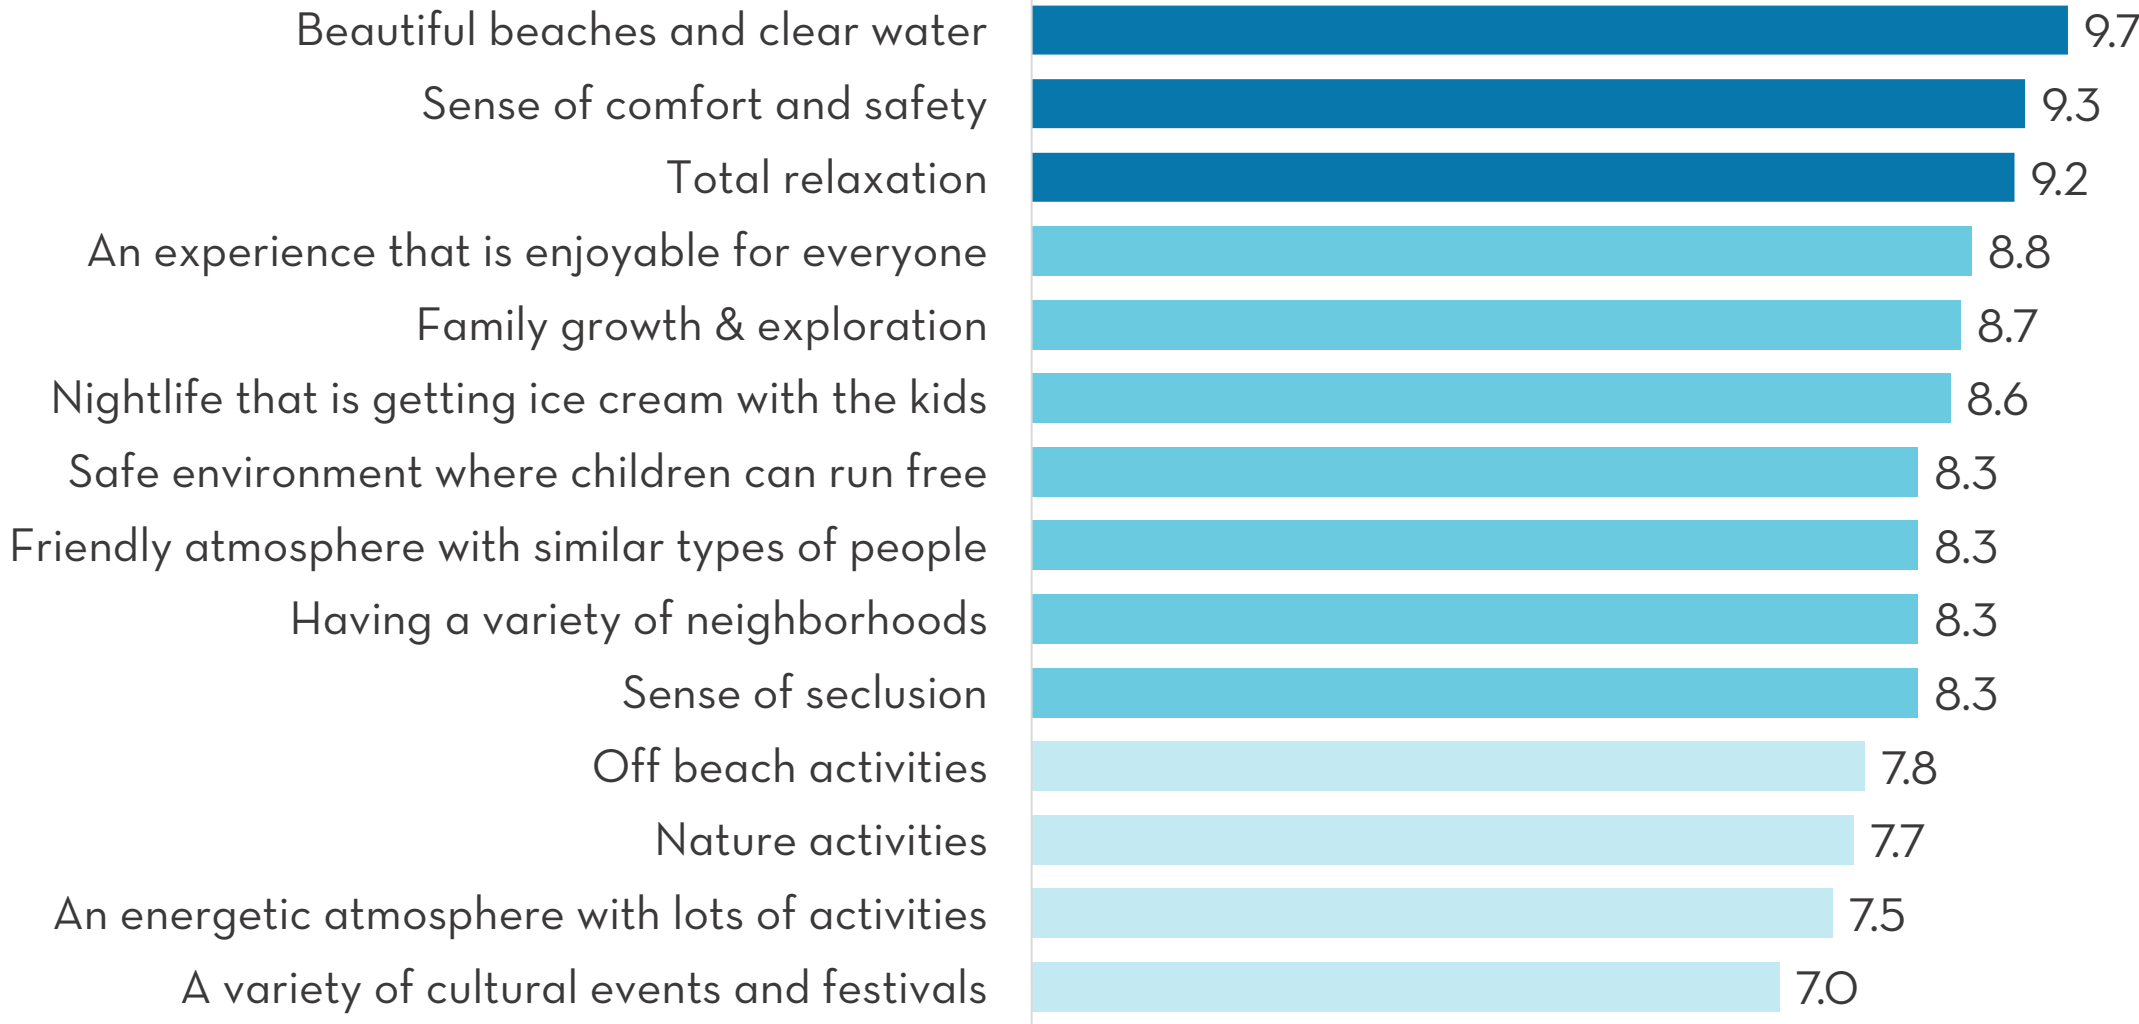 Beautiful beaches and clear water 9.7
Sense of comfort and safety 9.3
Total relaxation 9.2
An experience that is enjoyable for everyone 8.8
Family growth & exploration 8.7
Nightlife that is getting ice cream with the kids 8.6
Safe environment where children can run free 8.3
Friendly atmosphere with similar types of people 8.3
Having a variety of neighborhoods 8.3
Sense of seclusion 8.3
Off beach activities 7.8
Nature activities 7.7
An energetic atmosphere with lots of activities 7.5
A variety of cultural events and festivals 7.0